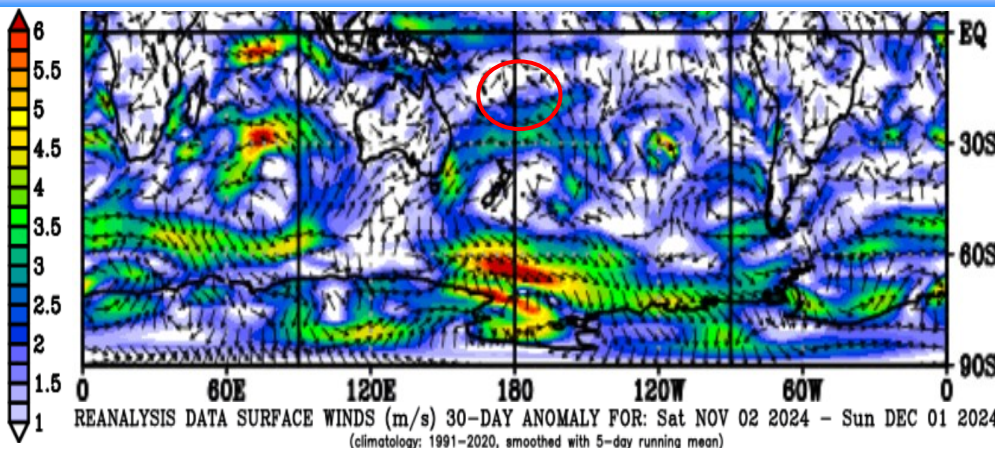 6
5.5
5
4.5
4
3.5
3
2.5
2
1.5
1
EQ
30S
60S
90S
0 60E 120E 180 120W 60W 0
REANALYSIS DATA SURFACE WINDS (m/s) 30-DAY ANOMALY FOR: Sat NOV 02 2024 - Sun DEC 01 2024
(climatology: 1991-2020, smoothed with 5-day running mean)